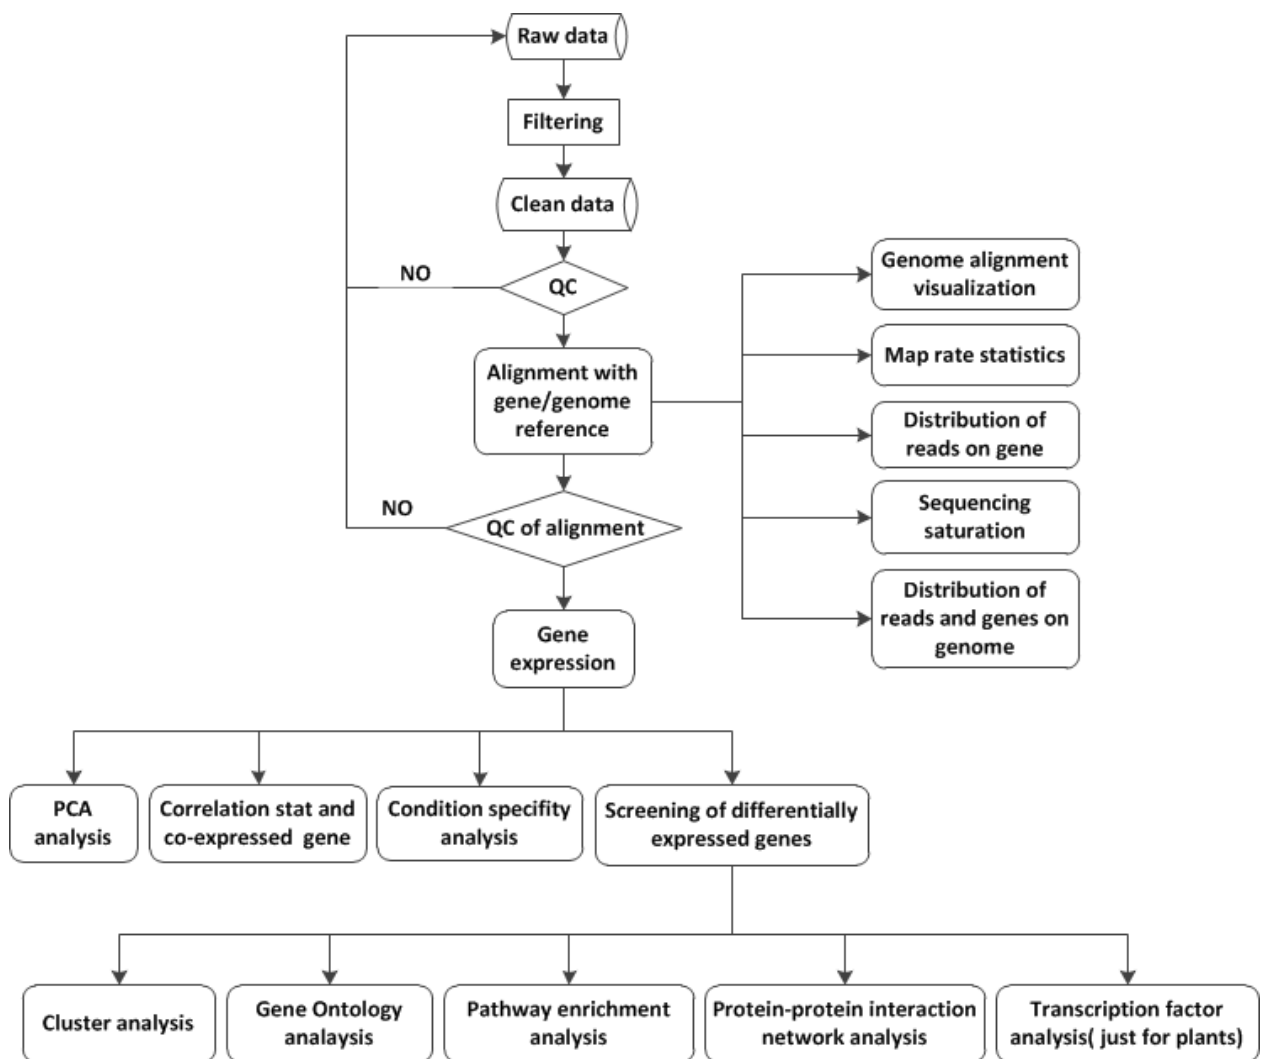 Raw data
Filtering
Clean data
NO
QC
Genome alignment
visualization
Map rate statistics
Alignment with
gene/genome
reference
Distribution of
reads on gene
NO
QC of alignment
Sequencing
saturation
Distribution of
reads and genes on
genome
Gene
expression
PCA
analysis
Correlation stat and
co-expressed gene
Condition specifity
analysis
Screening of differentially
expressed genes
Cluster analysis
Gene Ontology
analaysis
Pathway enrichment
analysis
Protein-protein interaction
network analysis
Transcription factor
analysis( just for plants)